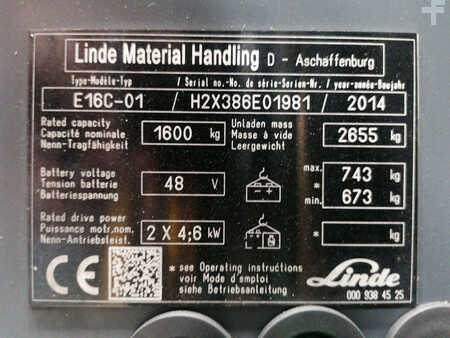 Linde Material Handling D - Aschaffenburg
Type-Modèle-Typ / Serial no.-No. de série-Serien-Nr. / year-année-Baujahr
E16C-01 / H2X386E01981 / 2014
Rated capacity
Capacité nominale
Nenn-Tragfähigkeit
1600 kg
Unladen mass
Masse à vide
Leergewicht
2655 kg
Battery voltage
Tension batterie
Batteriespannung
48 V
max. 743 kg
*
min. 673 kg
Rated drive power
Puissance motr.nom.
Nenn-Antriebsleist.
2 X 4;6 kW
* kg
CE
* see Operating instructions
voir Mode d'emploi
siehe Betriebsanleitung
Linde
000 938 45 25